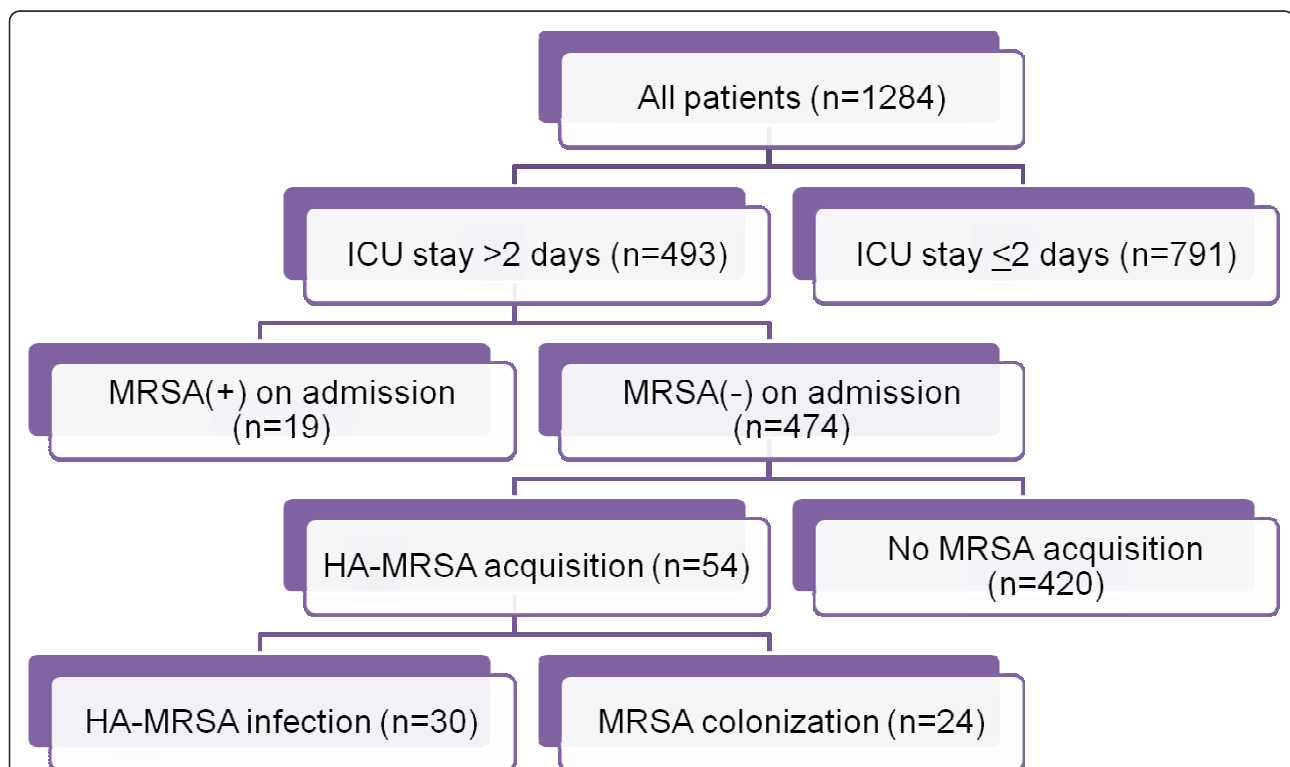 All patients (n=1284)
ICU stay >2 days (n=493)
ICU stay ≤2 days (n=791)
MRSA(+) on admission
(n=19)
MRSA(-) on admission
(n=474)
HA-MRSA acquisition (n=54)
No MRSA acquisition
(n=420)
HA-MRSA infection (n=30)
MRSA colonization (n=24)